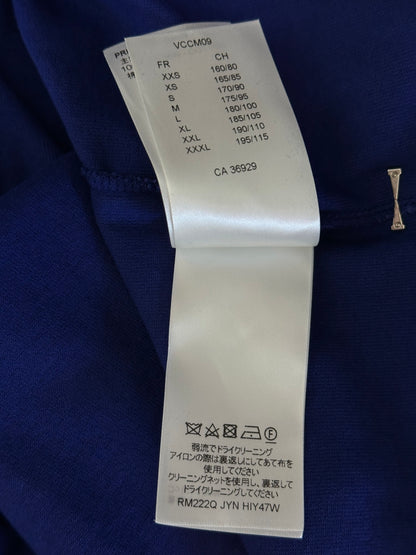 VCCM09
FR CH
XXS 160/80
XS 165/85
S 170/90
M 175/95
L 180/100
XL 185/105
XXL 190/110
XXXL 195/115
CA 36929
弱流でドライクリーニング
アイロンの際は裏返しにしてあて布を
使用してください
クリーニングネットを使用し裏返して
ドライクリーニングしてください
RM222Q JYN HIY47W